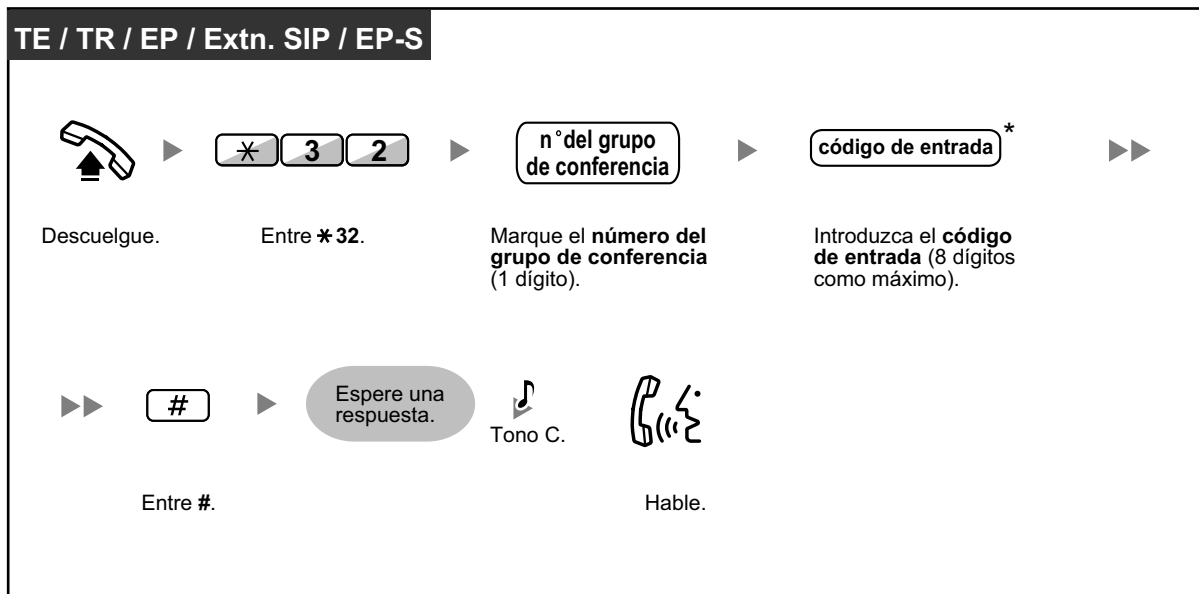 TE / TR / EP / Extn. SIP / EP-S
* 3 2
n°del grupo
de conferencia
código de entrada *
Descuelgue.
Entre *32.
Marque el número del
grupo de conferencia
(1 dígito).
Introduzca el código
de entrada (8 dígitos
como máximo).
#
Espere una
respuesta.
Tono C.
Entre #.
Hable.